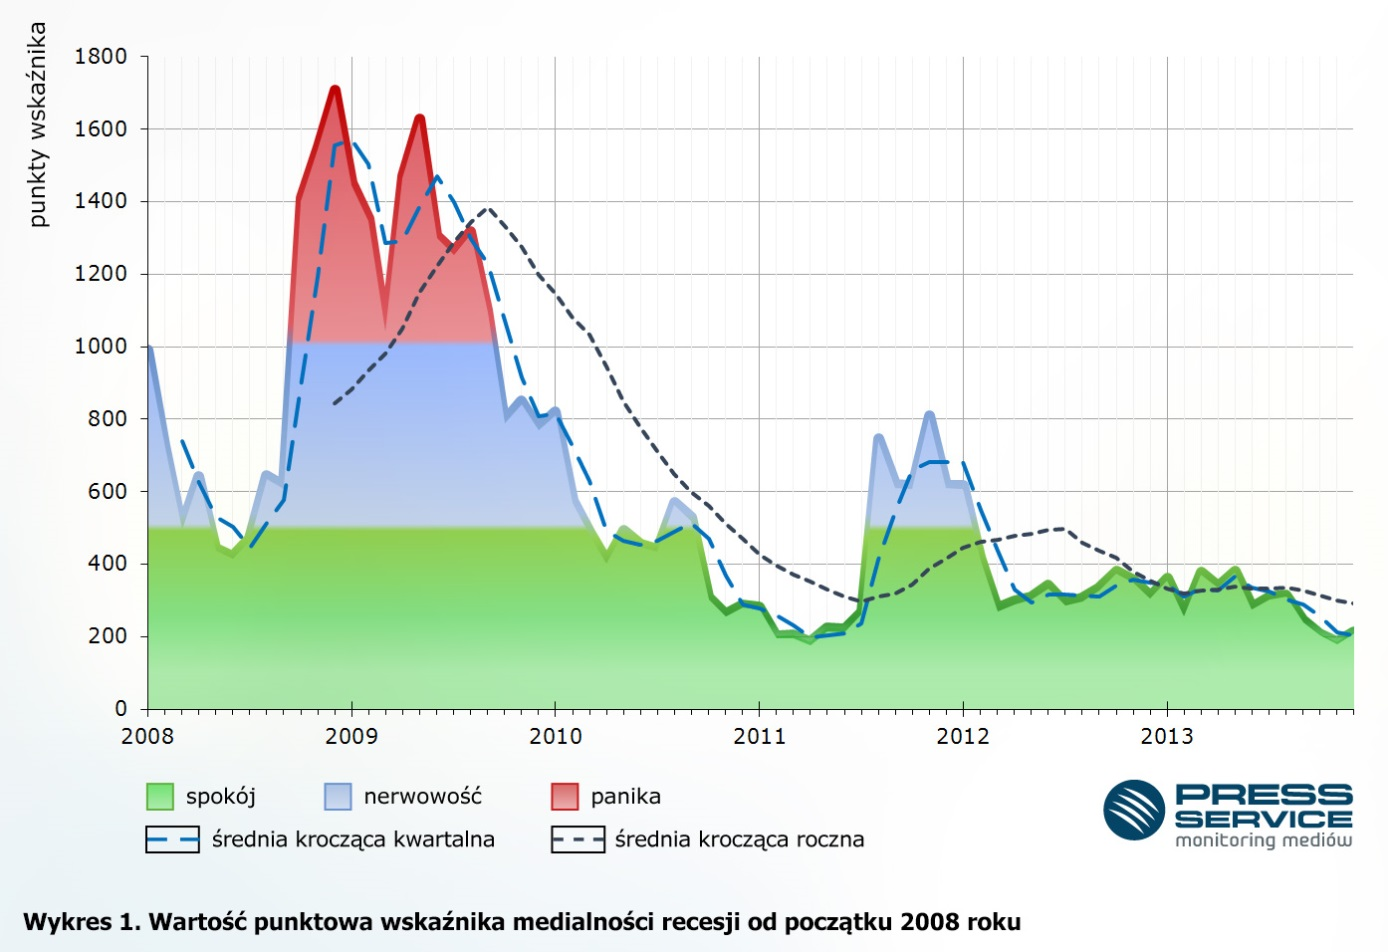 punkty wskaźnika
1800
1600
1400
1200
1000
800
600
400
200
0
2008 2009 2010 2011 2012 2013
spokój nerwowość panika
średnia krocząca kwartalna średnia krocząca roczna
PRESS
SERVICE
monitoring mediów
Wykres 1. Wartość punktowa wskaźnika medialności recesji od początku 2008 roku